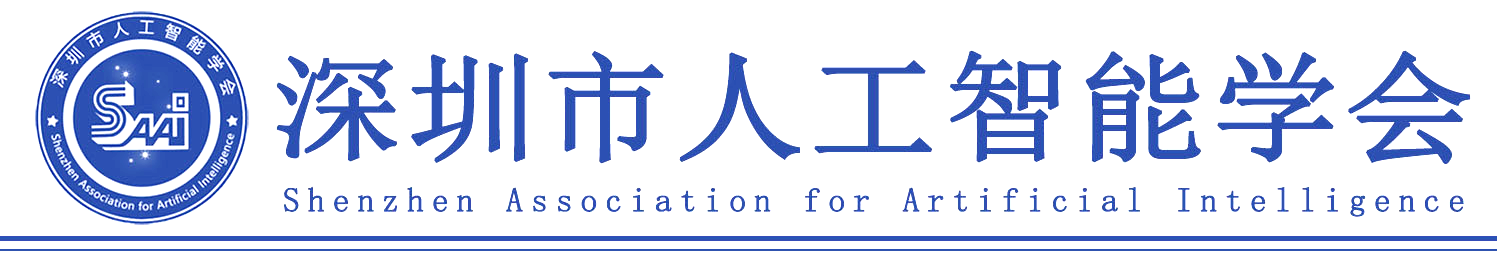 深圳市人工智能学会
SAAI
Shenzhen Association for Artificial Intelligence
深圳市人工智能学会
Shenzhen Association for Artificial Intelligence